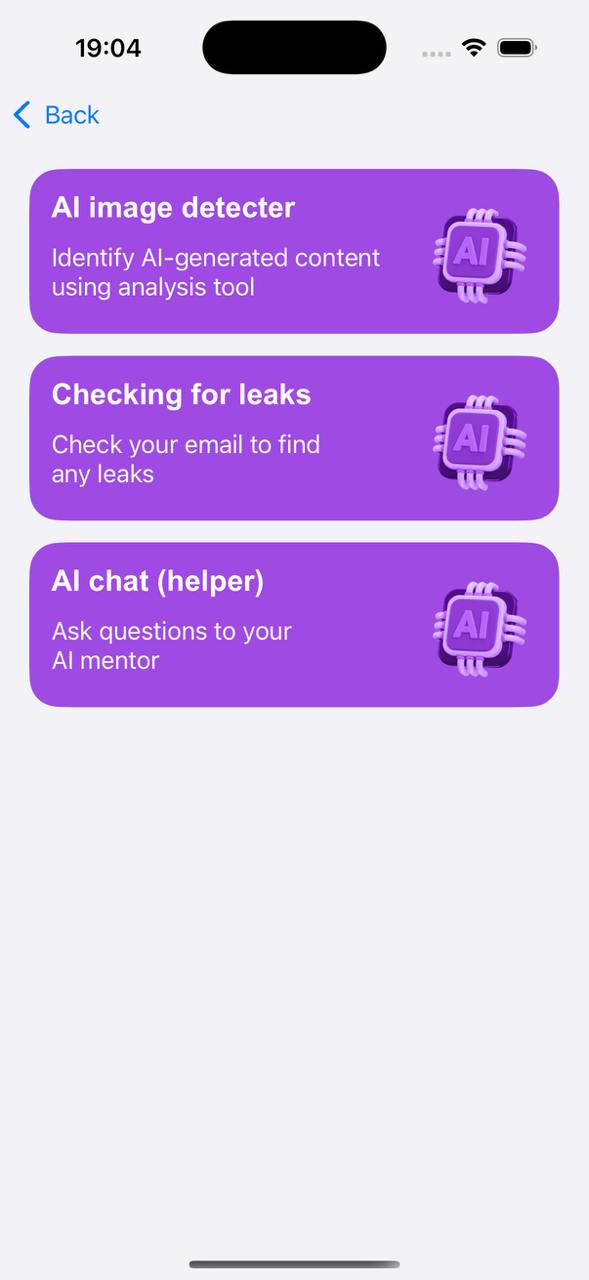 19:04
Back
AI image detecter
Identify AI-generated content
using analysis tool
AI
Checking for leaks
Check your email to find
any leaks
AI
AI chat (helper)
Ask questions to your
AI mentor
AI